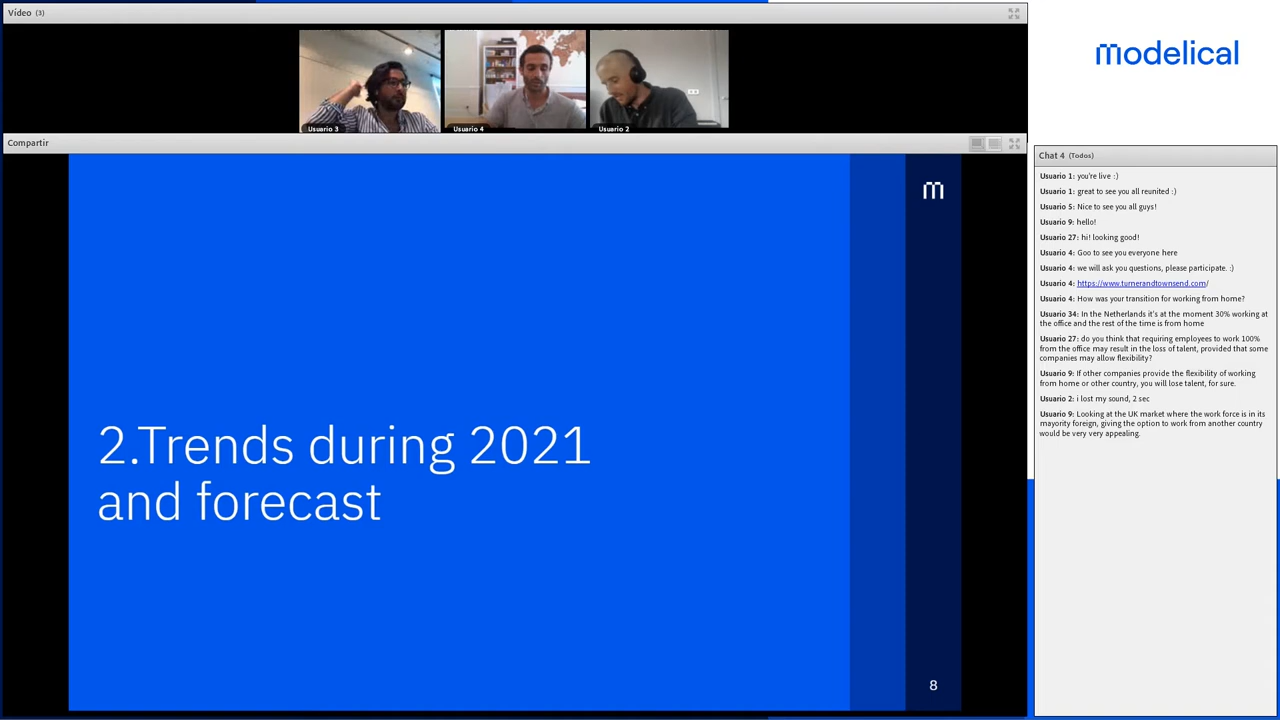 Vídeo (3)
Usuario 3
Usuario 4
Usuario 2
Compartir
m
2.Trends during 2021
and forecast
8
modelical
Chat 4 (Todos)
Usuario 1: you're live :)
Usuario 1: great to see you all reunited :)
Usuario 5: Nice to see you all guys!
Usuario 9: hello!
Usuario 27: hi! looking good!
Usuario 4: Goo to see you everyone here
Usuario 4: we will ask you questions, please participate. :)
Usuario 4: https://www.turnerandtownsend.com/
Usuario 4: How was your transition for working from home?
Usuario 34: In the Netherlands it's at the moment 30% working at
the office and the rest of the time is from home
Usuario 27: do you think that requiring employees to work 100%
from the office may result in the loss of talent, provided that some
companies may allow flexibility?
Usuario 9: If other companies provide the flexibility of working
from home or other country, you will lose talent, for sure.
Usuario 2: i lost my sound, 2 sec
Usuario 9: Looking at the UK market where the work force is in its
mayority foreign, giving the option to work from another country
would be very very appealing.